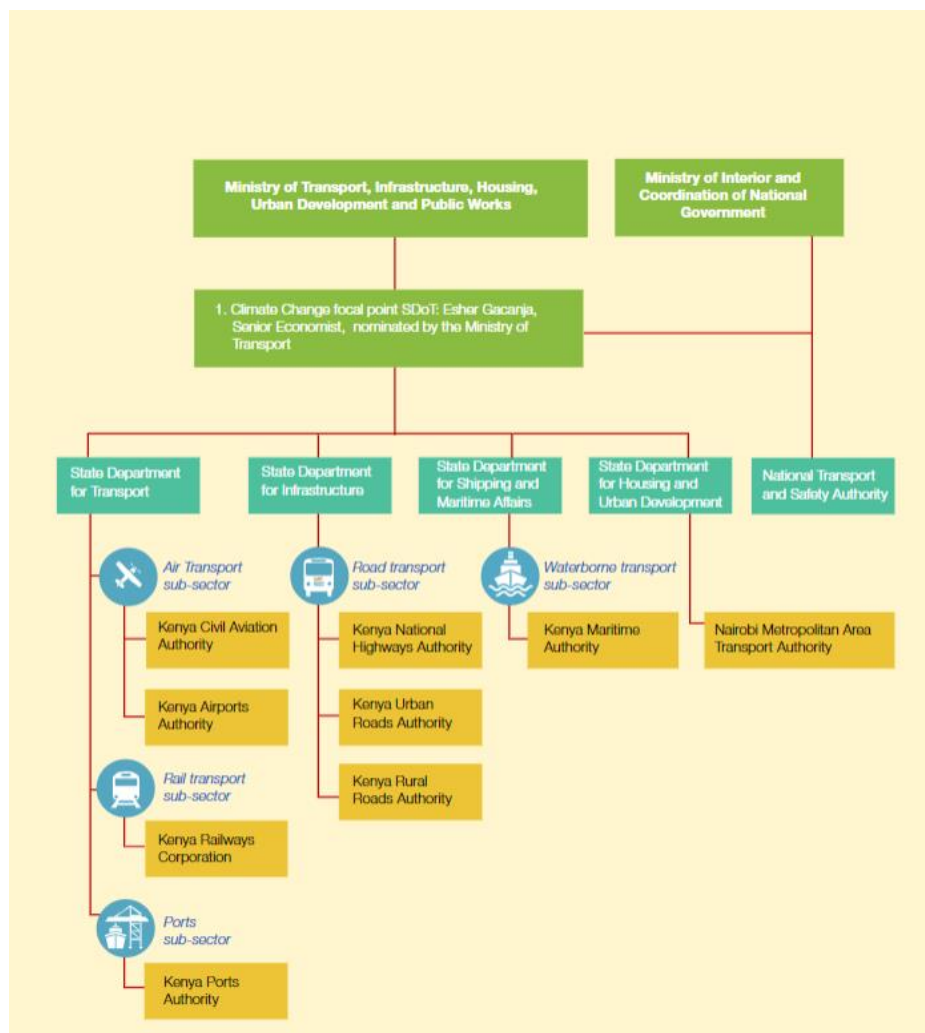 Ministry of Transport, Infrastructure, Housing,
Urban Development and Public Works
Ministry of Interior and
Coordination of National
Government
1. Climate Change focal point SDoT: Esher Gacanja,
Senior Economist, nominated by the Ministry of
Transport
State Department
for Transport
State Department
for Infrastructure
State Department
for Shipping and
Maritime Affairs
State Department
for Housing and
Urban Development
National Transport
and Safety Authority
Air Transport
sub-sector
Kenya Civil Aviation
Authority
Kenya Airports
Authority
Rail transport
sub-sector
Kenya Railways
Corporation
Ports
sub-sector
Kenya Ports
Authority
Road transport
sub-sector
Kenya National
Highways Authority
Kenya Urban
Roads Authority
Kenya Rural
Roads Authority
Waterborne transport
sub-sector
Kenya Maritime
Authority
Nairobi Metropolitan Area
Transport Authority